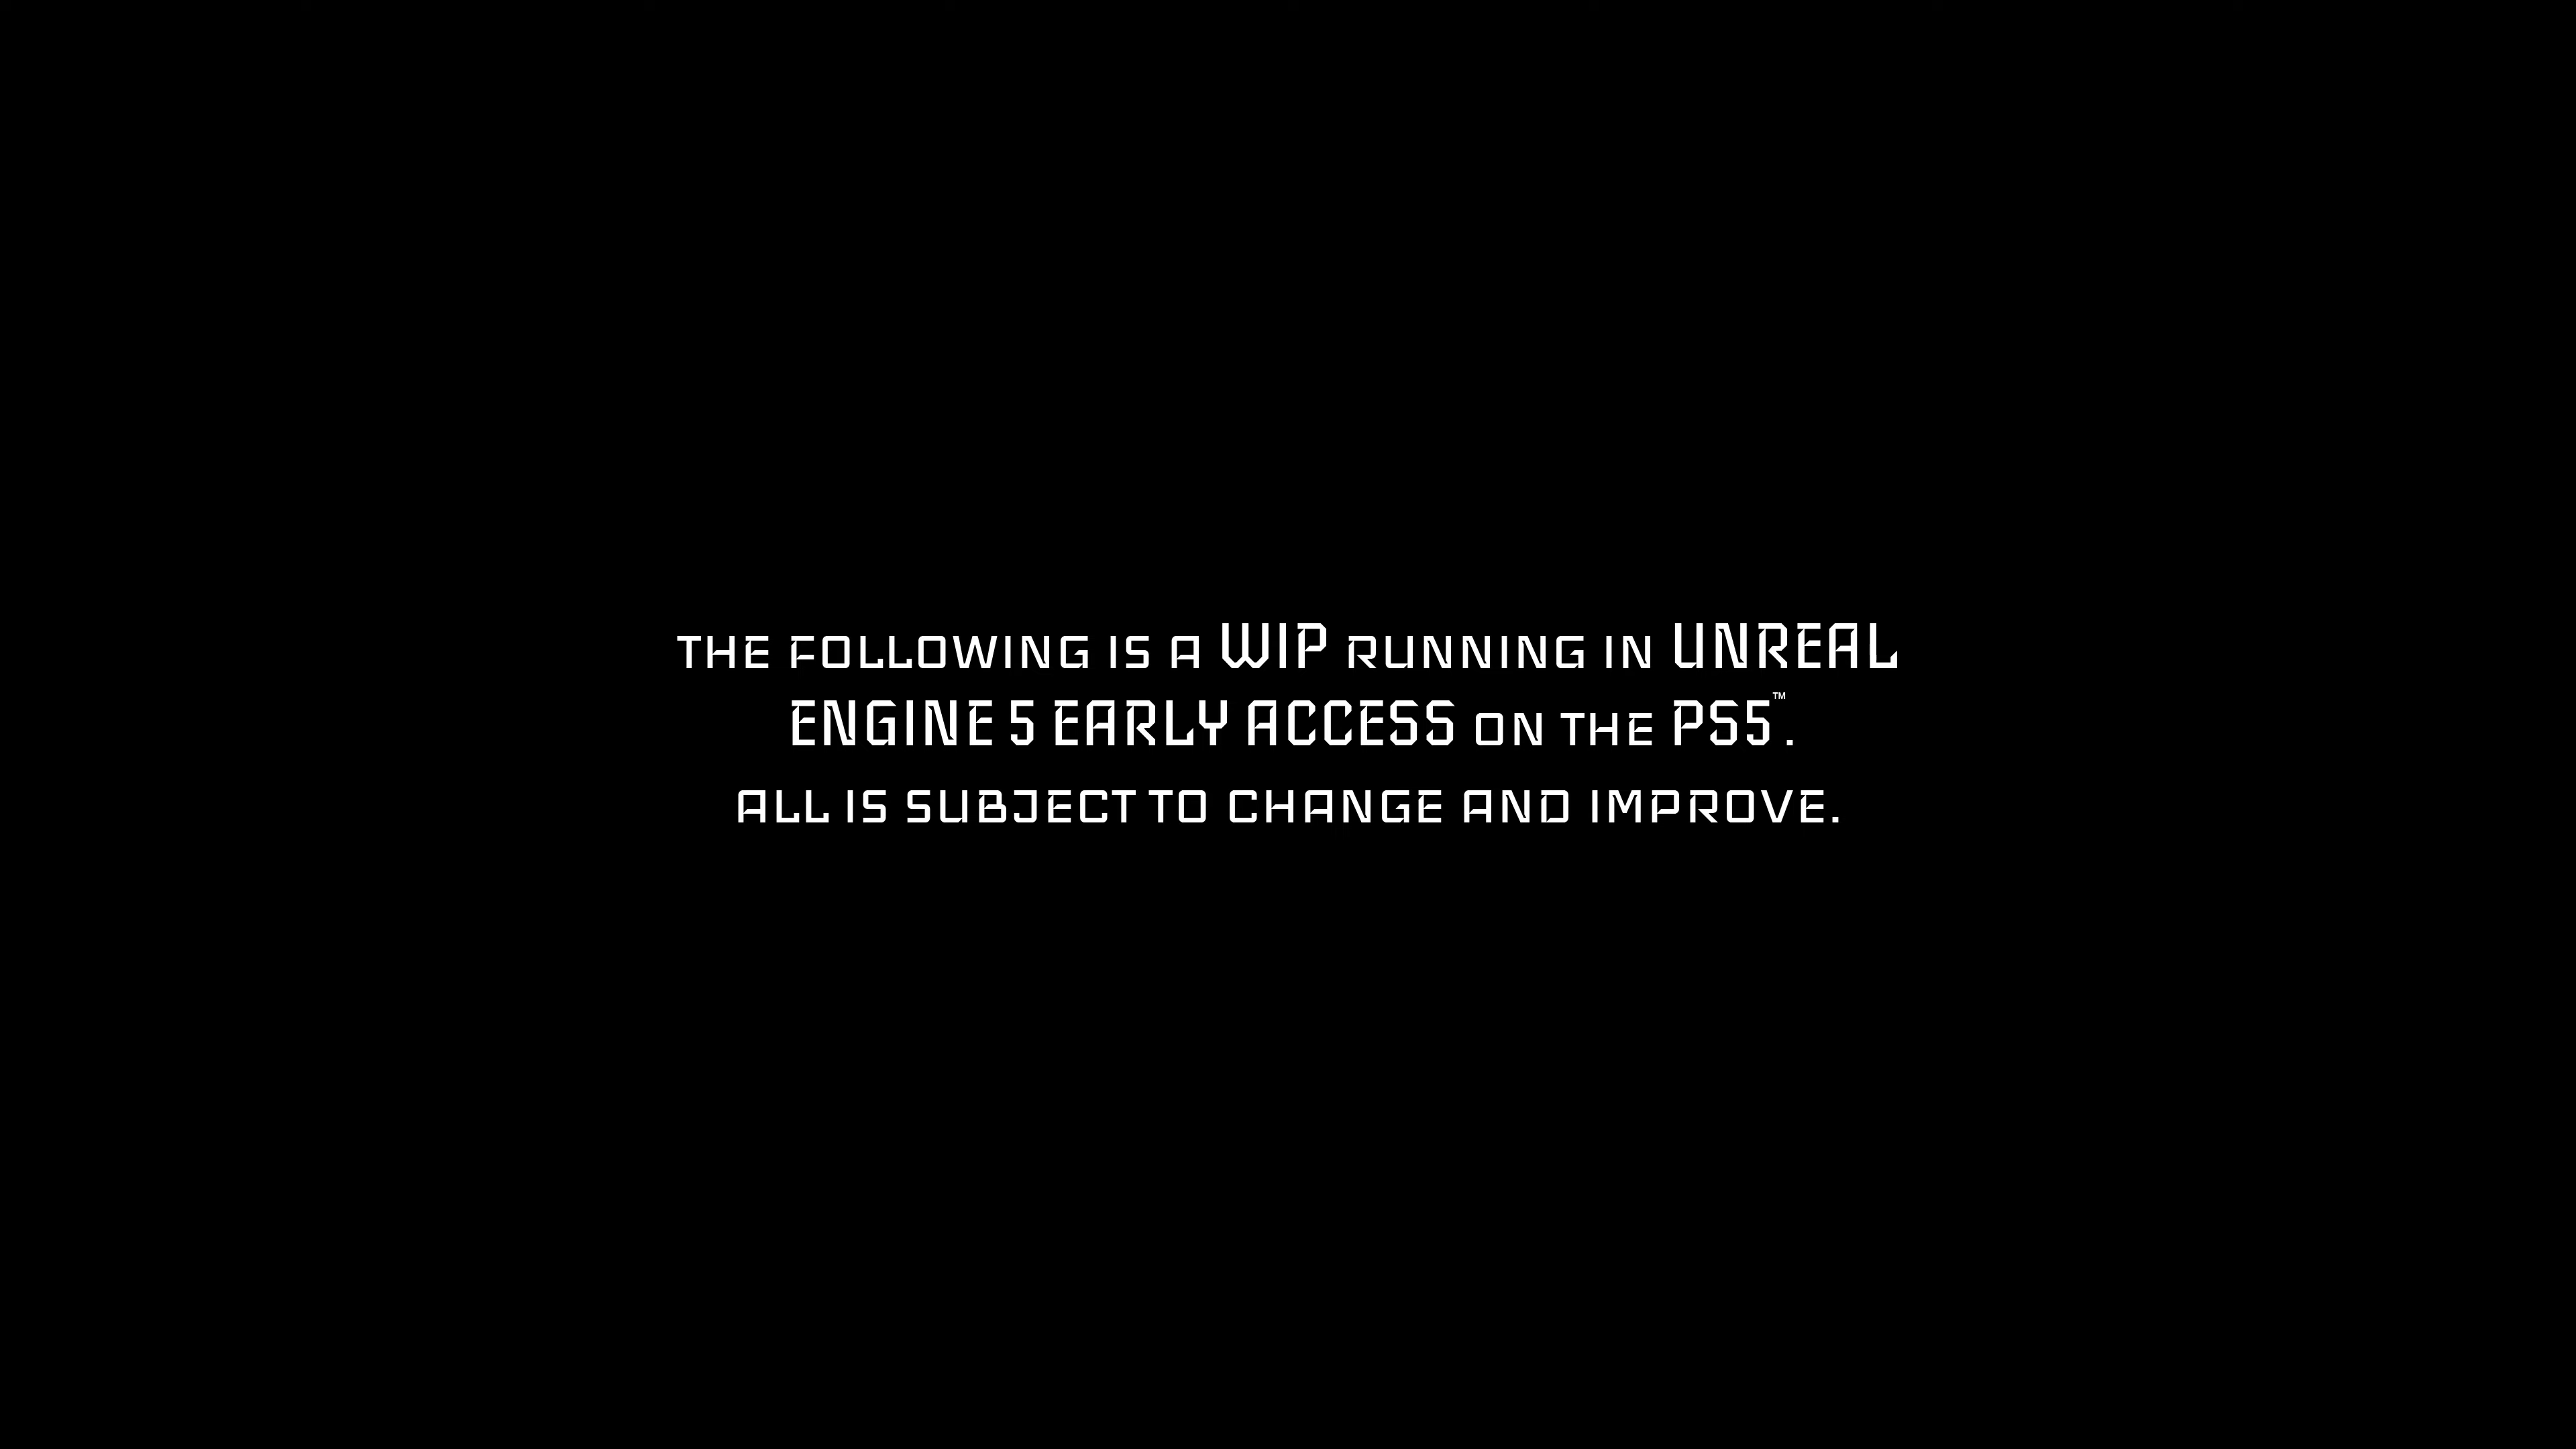 THE FOLLOWING IS A WIP RUNNING IN UNREAL
ENGINE 5 EARLY ACCESS ON THE PS5™.
ALL IS SUBJECT TO CHANGE AND IMPROVE.